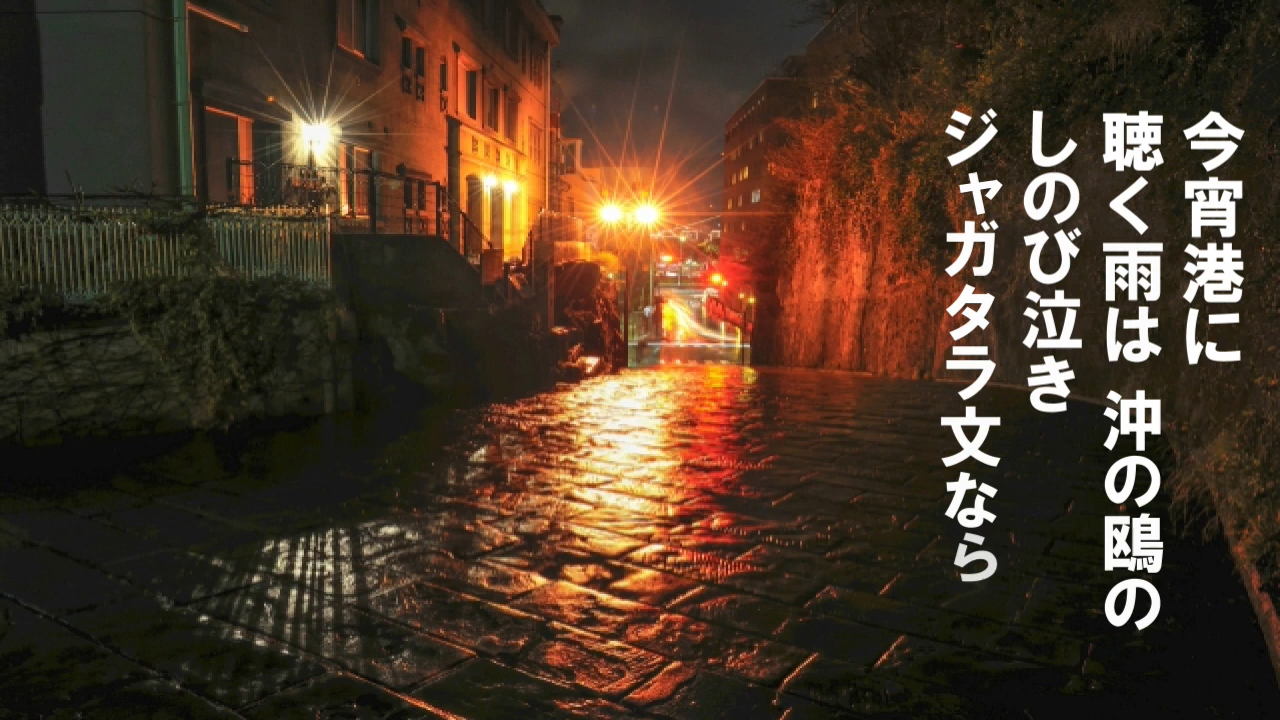 今宵港に
聴く雨は 沖の鴎の
しのび泣き
ジャガタラ文なら